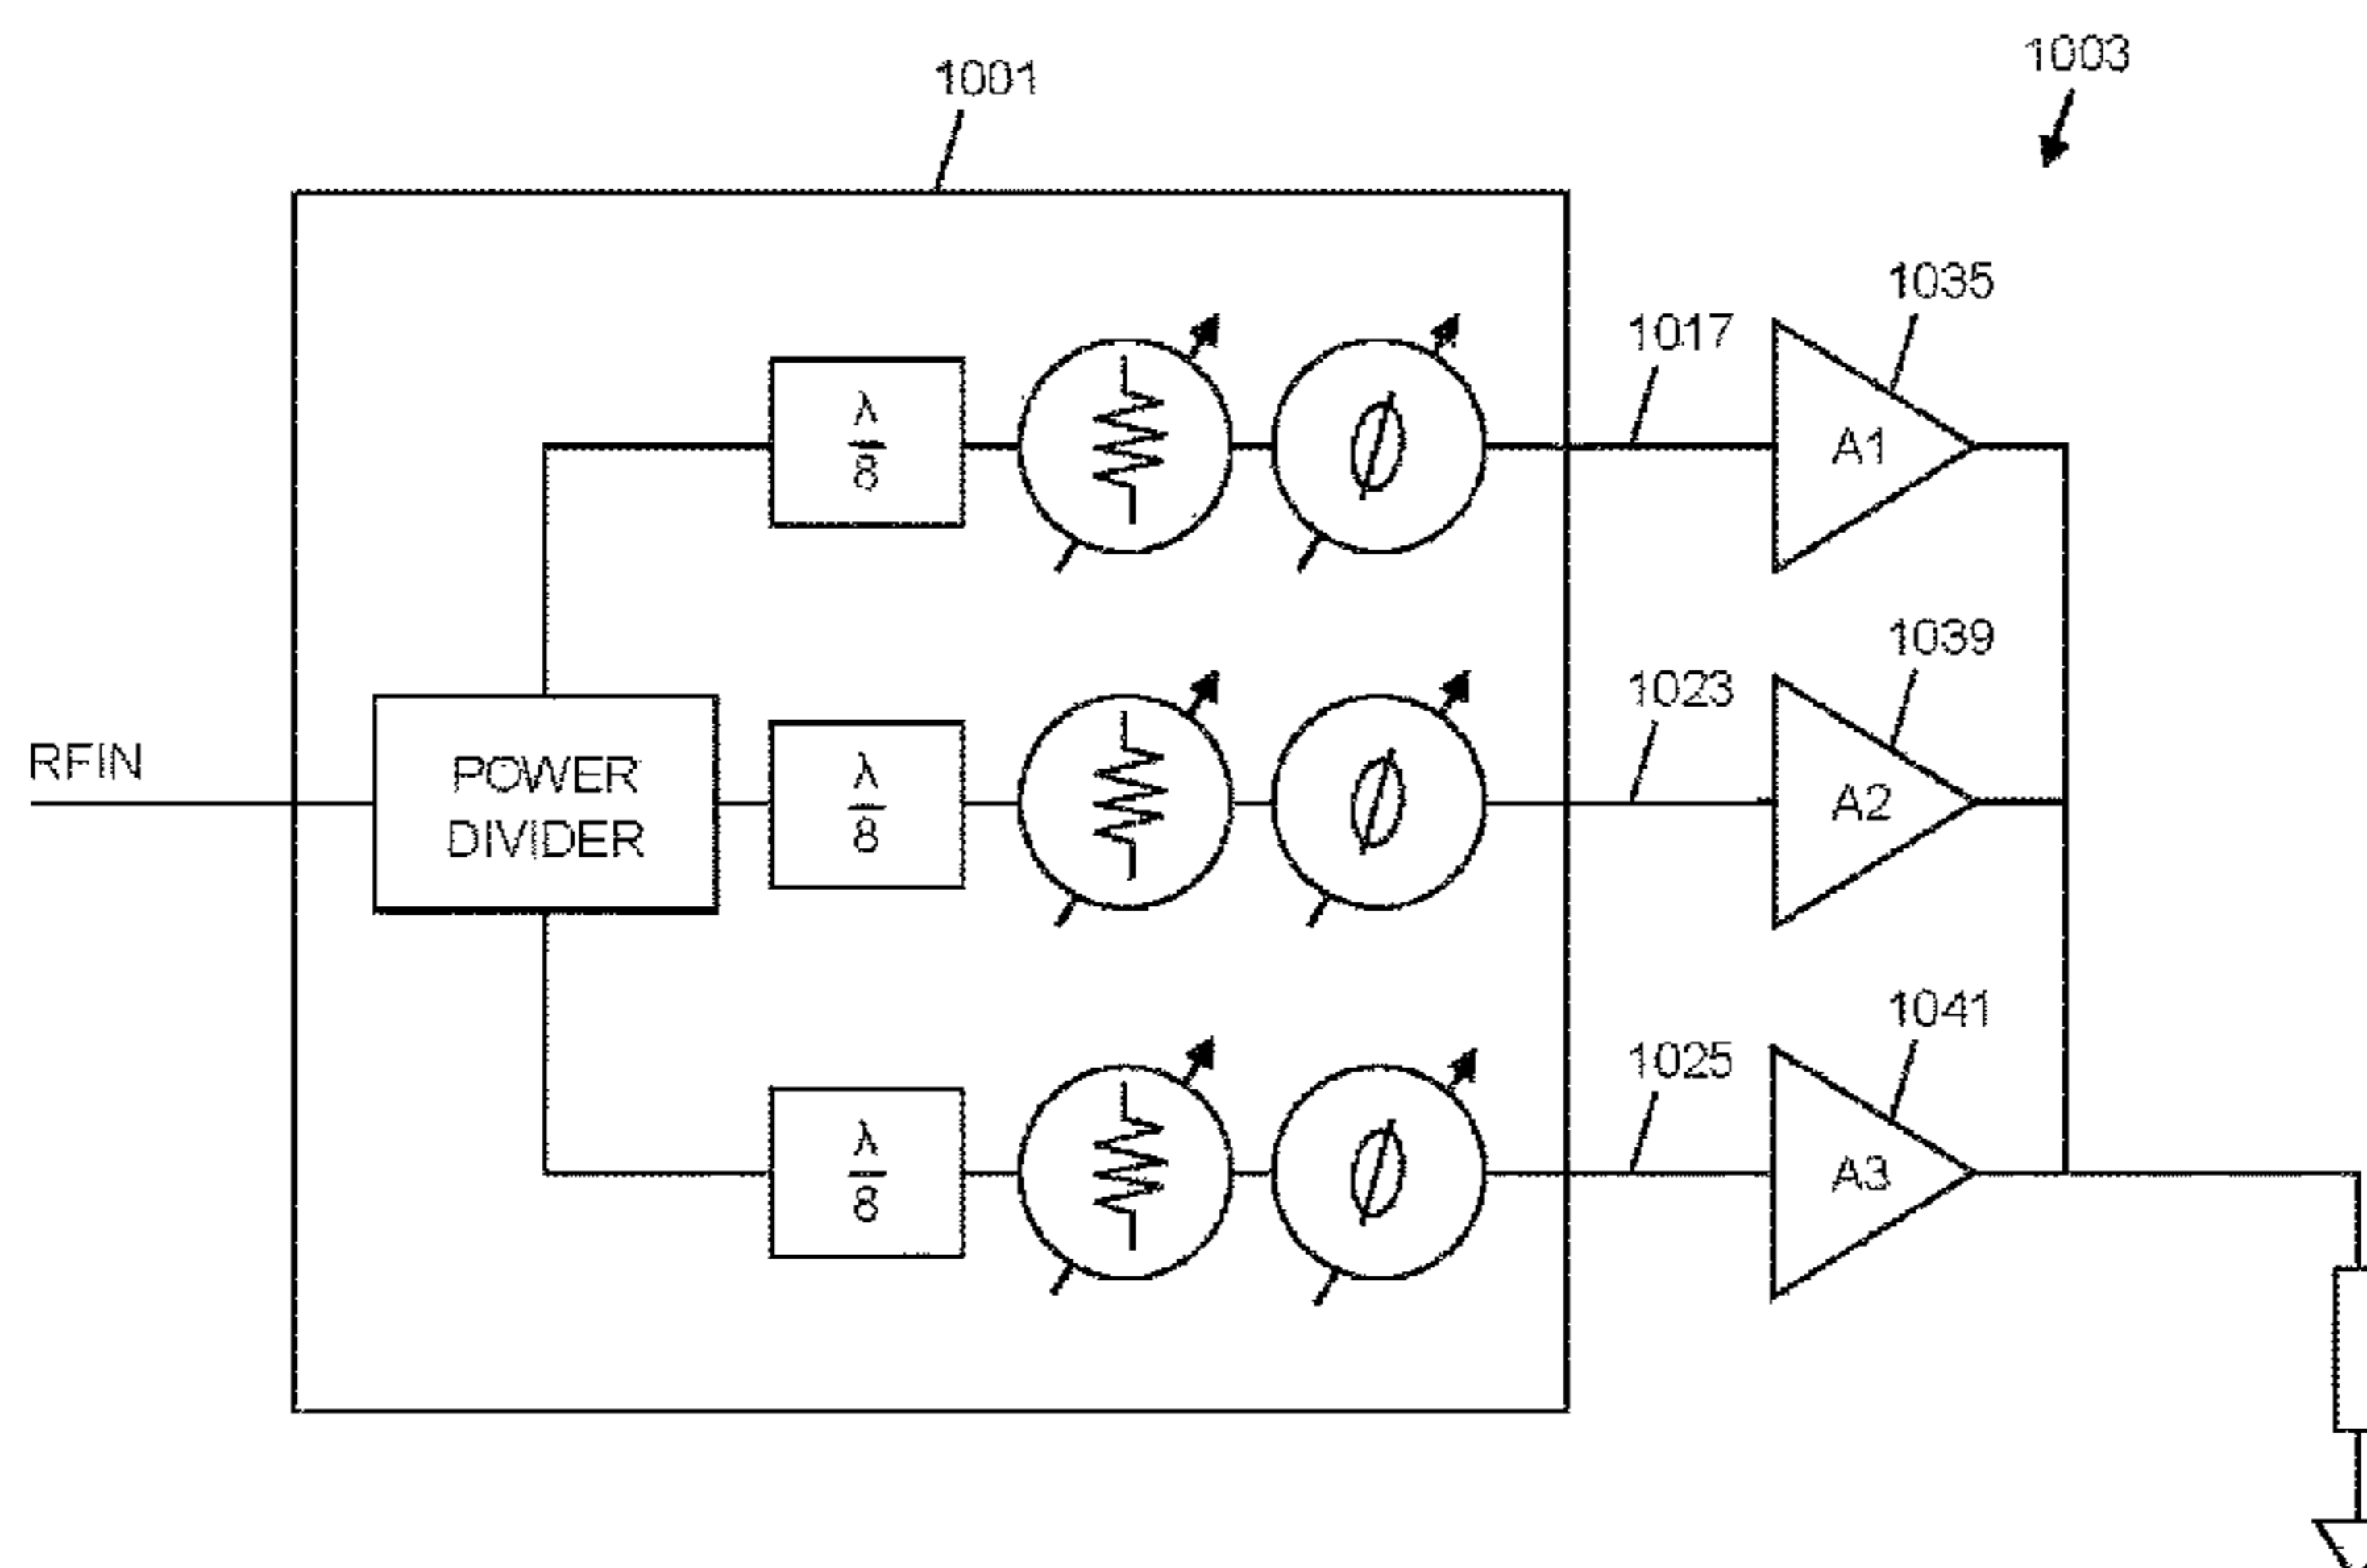 1001
1003
1035
1017
λ
8
A1
1039
1023
RFIN
POWER
DIVIDER
λ
8
A2
1041
1025
λ
8
A3